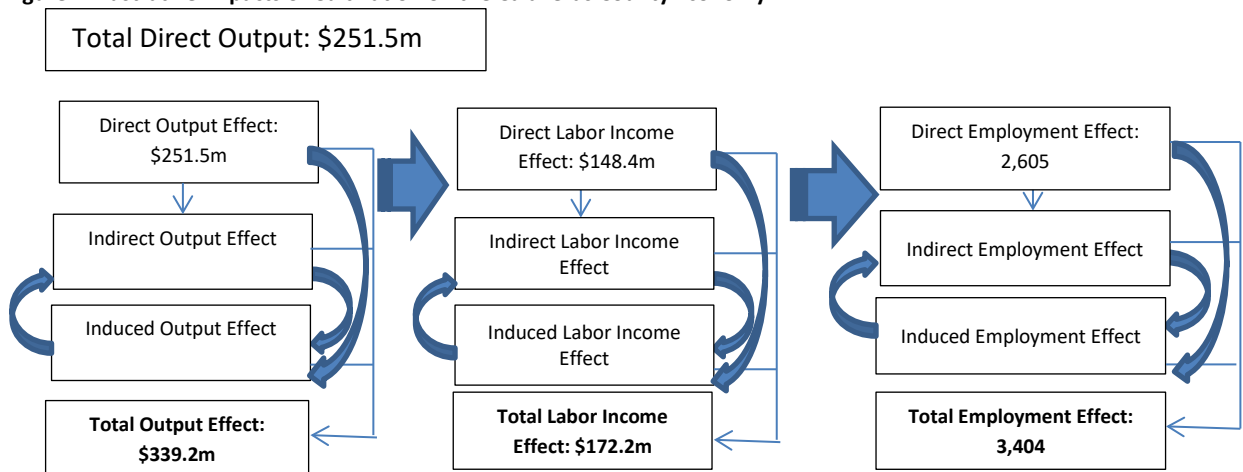 Total Direct Output: $251.5m
Direct Output Effect:
$251.5m
Indirect Output Effect
Induced Output Effect
Total Output Effect:
$339.2m
Direct Labor Income
Effect: $148.4m
Indirect Labor Income
Effect
Induced Labor Income
Effect
Total Labor Income
Effect: $172.2m
Direct Employment Effect:
2,605
Indirect Employment Effect
Induced Employment Effect
Total Employment Effect:
3,404